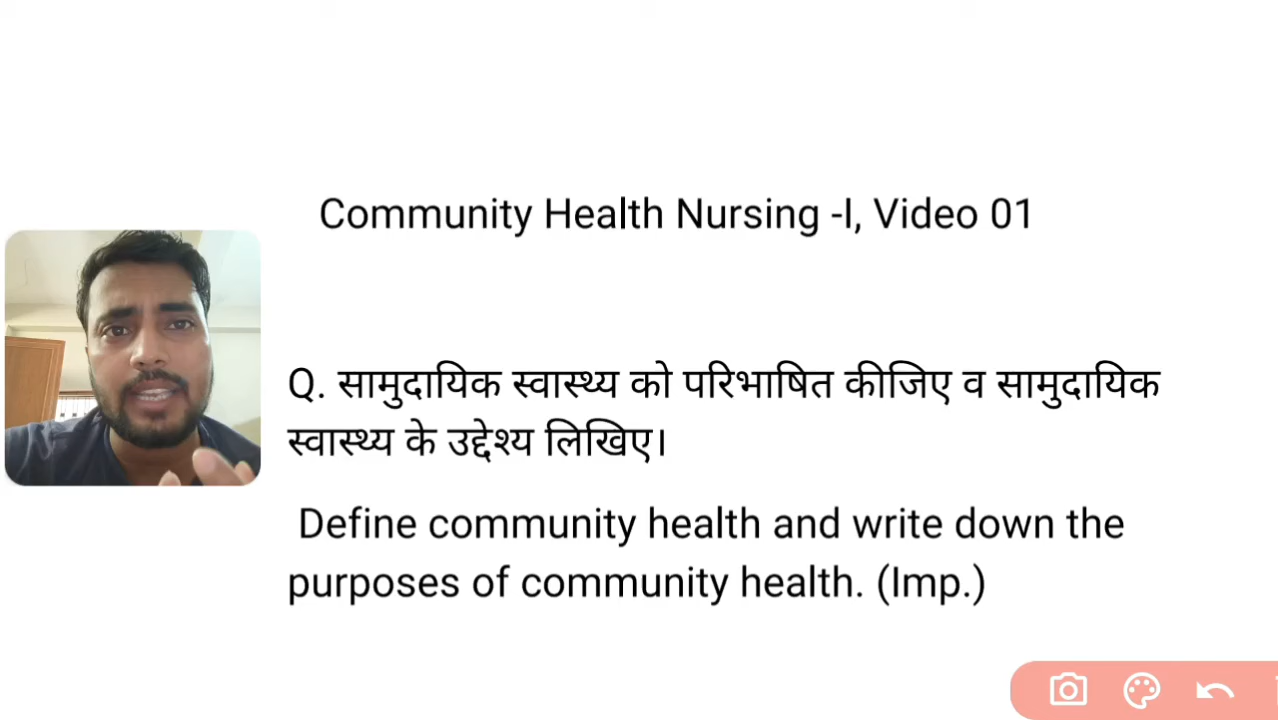 Community Health Nursing -I, Video 01
Q. सामुदायिक स्वास्थ्य को परिभाषित कीजिए व सामुदायिक
स्वास्थ्य के उद्देश्य लिखिए।
Define community health and write down the
purposes of community health. (Imp.)